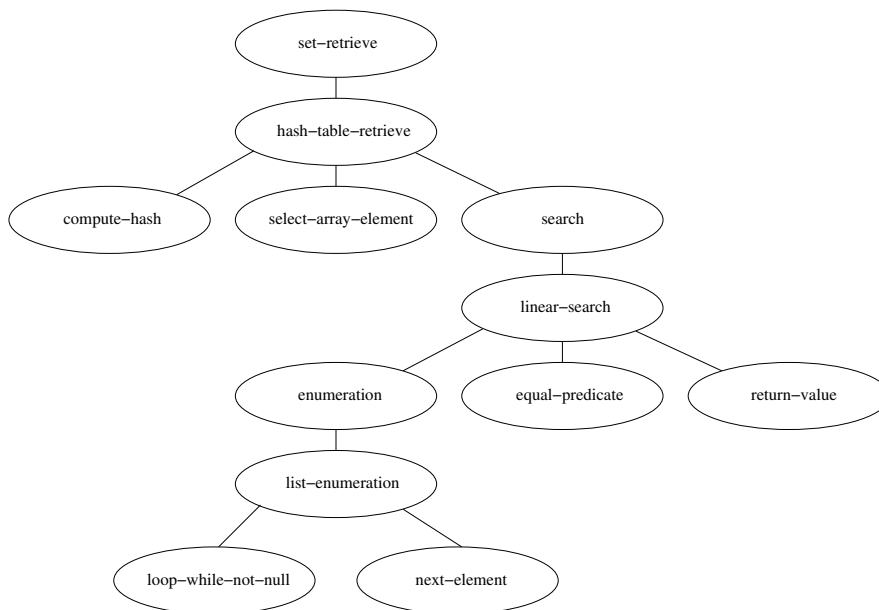 set−retrieve
hash−table−retrieve
compute−hash
select−array−element
search
linear−search
enumeration
equal−predicate
return−value
list−enumeration
loop−while−not−null
next−element